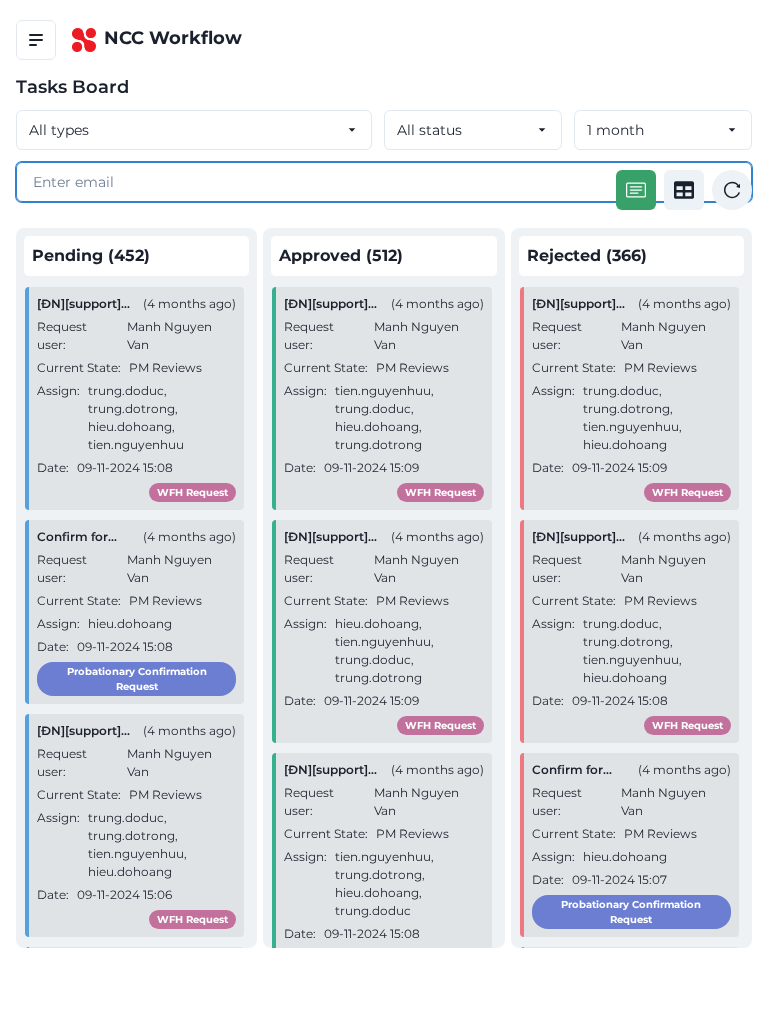 NCC Workflow
Tasks Board
All types
All status
1 month
Enter email
Pending (452)
[ĐN][support]... (4 months ago)
Request user: Manh Nguyen Van
Current State: PM Reviews
Assign: trung.doduc,
trung.dotrong,
hieu.dohoang,
tien.nguyenhuu
Date: 09-11-2024 15:08
WFH Request
Confirm for... (4 months ago)
Request user: Manh Nguyen Van
Current State: PM Reviews
Assign: hieu.dohoang
Date: 09-11-2024 15:08
Probationary Confirmation
Request
[ĐN][support]... (4 months ago)
Request user: Manh Nguyen Van
Current State: PM Reviews
Assign: trung.doduc,
trung.dotrong,
tien.nguyenhuu,
hieu.dohoang
Date: 09-11-2024 15:06
WFH Request
Approved (512)
[ĐN][support]... (4 months ago)
Request user: Manh Nguyen Van
Current State: PM Reviews
Assign: tien.nguyenhuu,
trung.doduc,
hieu.dohoang,
trung.dotrong
Date: 09-11-2024 15:09
WFH Request
[ĐN][support]... (4 months ago)
Request user: Manh Nguyen Van
Current State: PM Reviews
Assign: hieu.dohoang,
tien.nguyenhuu,
trung.doduc,
trung.dotrong
Date: 09-11-2024 15:09
WFH Request
[ĐN][support]... (4 months ago)
Request user: Manh Nguyen Van
Current State: PM Reviews
Assign: tien.nguyenhuu,
trung.dotrong,
hieu.dohoang,
trung.doduc
Date: 09-11-2024 15:08
Rejected (366)
[ĐN][support]... (4 months ago)
Request user: Manh Nguyen Van
Current State: PM Reviews
Assign: trung.doduc,
trung.dotrong,
tien.nguyenhuu,
hieu.dohoang
Date: 09-11-2024 15:09
WFH Request
[ĐN][support]... (4 months ago)
Request user: Manh Nguyen Van
Current State: PM Reviews
Assign: trung.doduc,
trung.dotrong,
tien.nguyenhuu,
hieu.dohoang
Date: 09-11-2024 15:08
WFH Request
Confirm for... (4 months ago)
Request user: Manh Nguyen Van
Current State: PM Reviews
Assign: hieu.dohoang
Date: 09-11-2024 15:07
Probationary Confirmation
Request